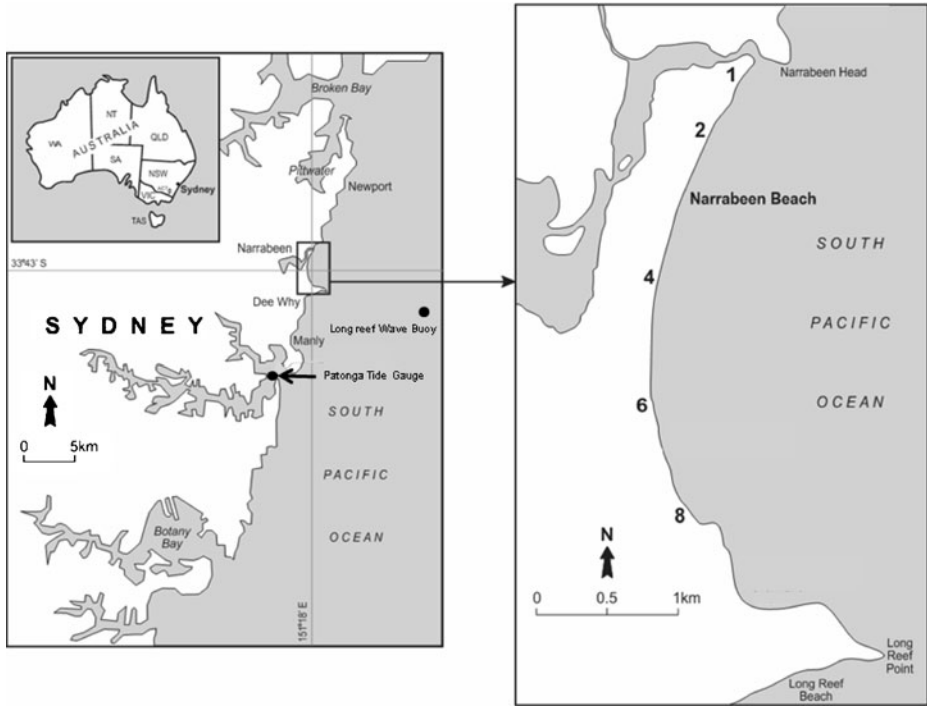 Broken Bay
NT
WA
AUSTRALIA
QLD
SA
NSW
VIC
Sydney
TAS
Pittwater
Newport
Narrabeen
33°43' S
Dee Why
SYDNEY
Long reef Wave Buoy
Manly
Patonga Tide Gauge
N
0 5km
SOUTH
PACIFIC
OCEAN
Botany
Bay
151°18' E
1
Narrabeen Head
2
Narrabeen Beach
SOUTH
4
PACIFIC
6
OCEAN
8
N
0 0.5 1km
Long
Reef
Point
Long Reef
Beach